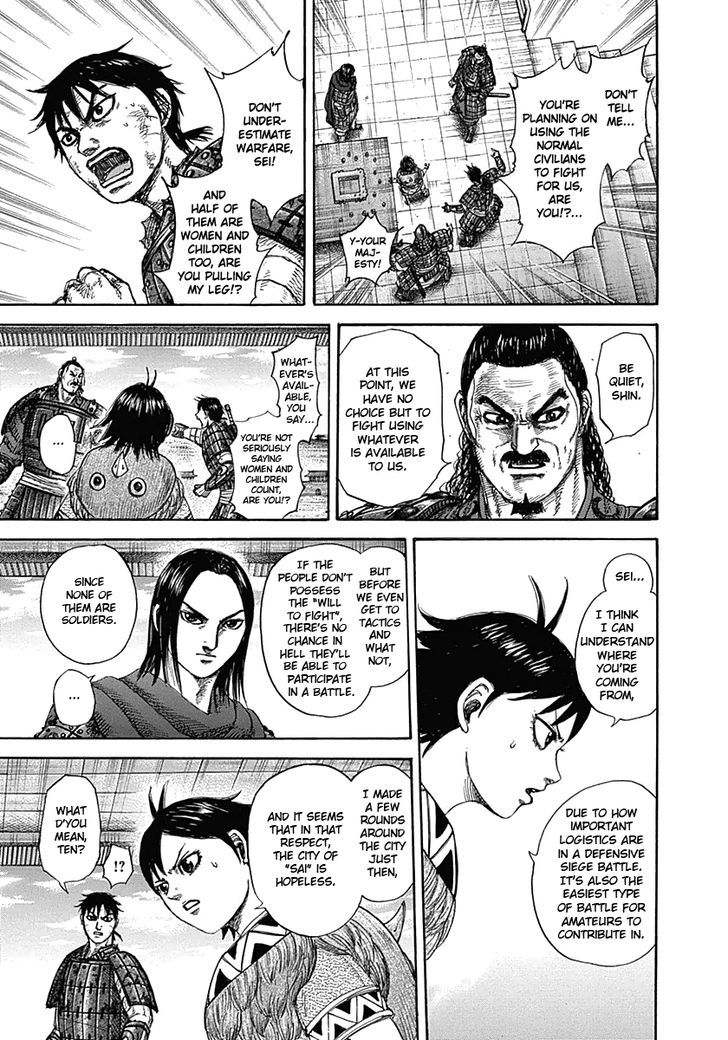 DON'T
TELL
ME...
YOU'RE
PLANNING ON
USING THE
NORMAL
CIVILIANS
TO FIGHT
FOR US,
ARE
YOU!?...
Y-YOUR
MAJ-
ESTY!
DON'T
UNDER-
ESTIMATE
WARFARE,
SEI!
AND
HALF OF
THEM ARE
WOMEN AND
CHILDREN
TOO, ARE
YOU PULLING
MY LEG!?
BE
QUIET,
SHIN.
AT THIS
POINT, WE
HAVE NO
CHOICE BUT TO
FIGHT USING
WHATEVER
IS AVAILABLE
TO US.
WHAT-
EVER'S
AVAIL-
ABLE,
YOU
SAY...
YOU'RE NOT
SERIOUSLY
SAYING
WOMEN AND
CHILDREN
COUNT,
ARE YOU!?
...
SEI...
I THINK
I CAN
UNDERSTAND
WHERE
YOU'RE
COMING
FROM,
DUE TO HOW
IMPORTANT
LOGISTICS ARE
IN A DEFENSIVE
SIEGE BATTLE.
IT'S ALSO THE
EASIEST TYPE
OF BATTLE FOR
AMATEURS TO
CONTRIBUTE IN.
BUT
BEFORE
WE EVEN
GET TO
TACTICS
AND
WHAT
NOT,
IF THE
PEOPLE DON'T
POSSESS
THE "WILL
TO FIGHT",
THERE'S NO
CHANCE IN
HELL THEY'LL
BE ABLE TO
PARTICIPATE
IN A BATTLE.
SINCE
NONE OF
THEM ARE
SOLDIERS.
...
I MADE
A FEW
ROUNDS
AROUND
THE CITY
JUST
THEN,
AND IT SEEMS
THAT IN THAT
RESPECT,
THE CITY OF
"SAI" IS
HOPELESS.
!?
WHAT
D'YOU
MEAN,
TEN?